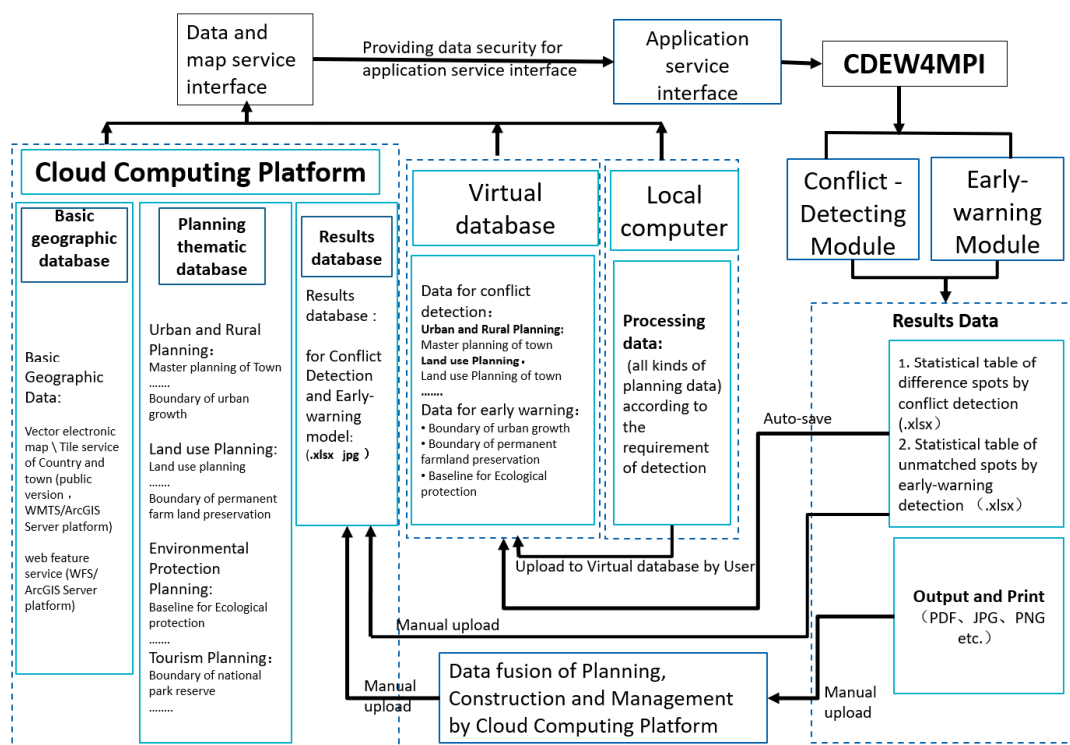 Data and
map service
interface
Providing data security for
application service interface
Application
service
interface
CDEW4MPI
Cloud Computing Platform
Basic
geographic
database
Basic
Geographic
Data:
Vector electronic
map \ Tile service
of Country and
town (public
version ，
WMTS/ArcGIS
Server platform)
web feature
service (WFS/
ArcGIS Server
platform)
Planning
thematic
database
Urban and Rural
Planning：
Master planning of Town
.......
Boundary of urban
growth
Land use Planning:
Land use planning
.......
Boundary of permanent
farm land preservation
Environmental
Protection
Planning:
Baseline for Ecological
protection
.......
Tourism Planning：
Boundary of national
park reserve
........
Results
database
Results
database：
for Conflict
Detection
and Early-
warning
model:
(.xlsx jpg ）
Virtual
database
Data for conflict
detection：
Urban and Rural Planning:
Master planning of town
Land use Planning，
Land use Planning of town
.......
Data for early warning：
• Boundary of urban growth
• Boundary of permanent
farmland preservation
• Baseline for Ecological
protection
Local
computer
Processing
data:
(all kinds of
planning data)
according to
the
requirement
of detection
Conflict -
Detecting
Module
Early-
warning
Module
Results Data
1. Statistical table of
difference spots by
conflict detection
(.xlsx）
2. Statistical table of
unmatched spots by
early-warning
detection （.xlsx）
Auto-save
Upload to Virtual database by User
Manual upload
Output and Print
（PDF、JPG、PNG
etc.）
Data fusion of Planning,
Construction and Management
by Cloud Computing Platform
Manual
upload
Manual
upload